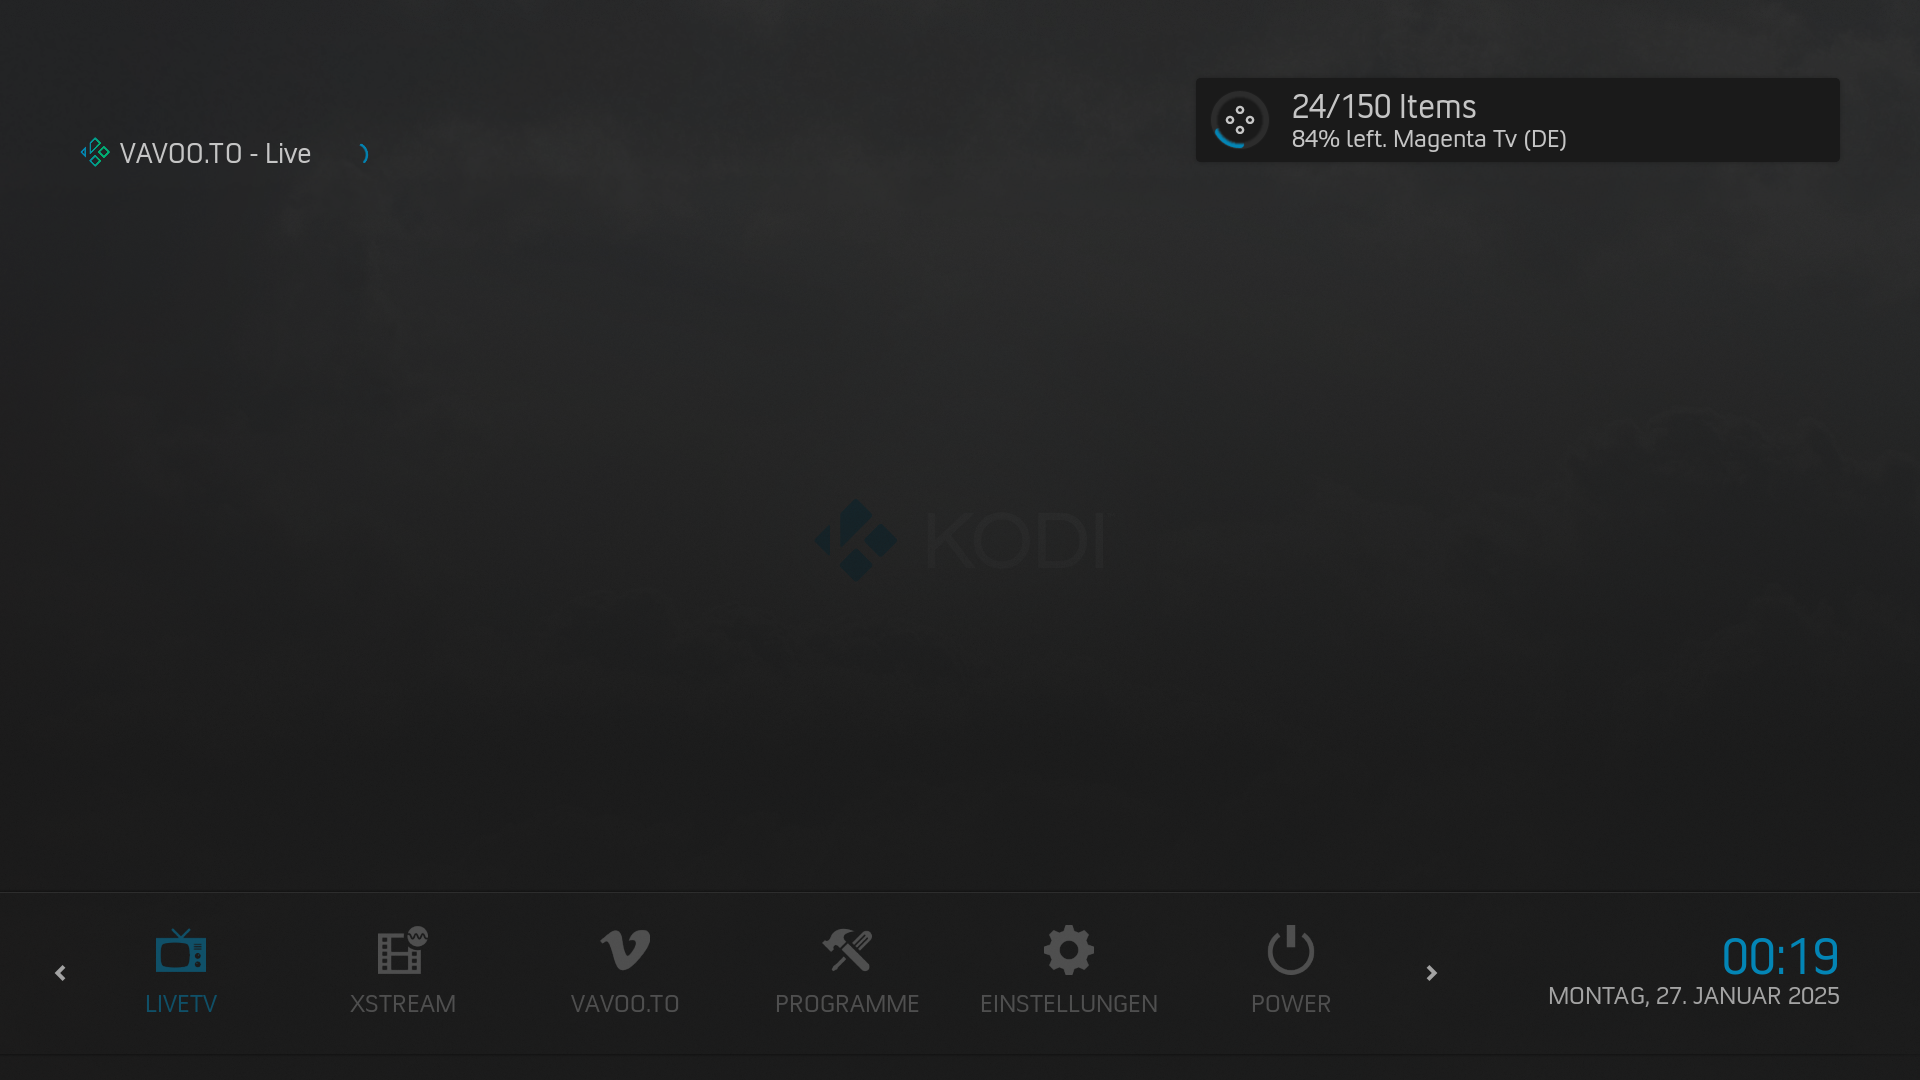 24/150 Items
84% left. Magenta Tv (DE)
VAVOO.TO - Live
KODI
LIVETV
XSTREAM
VAVOO.TO
PROGRAMME
EINSTELLUNGEN
POWER
00:19
MONTAG, 27. JANUAR 2025